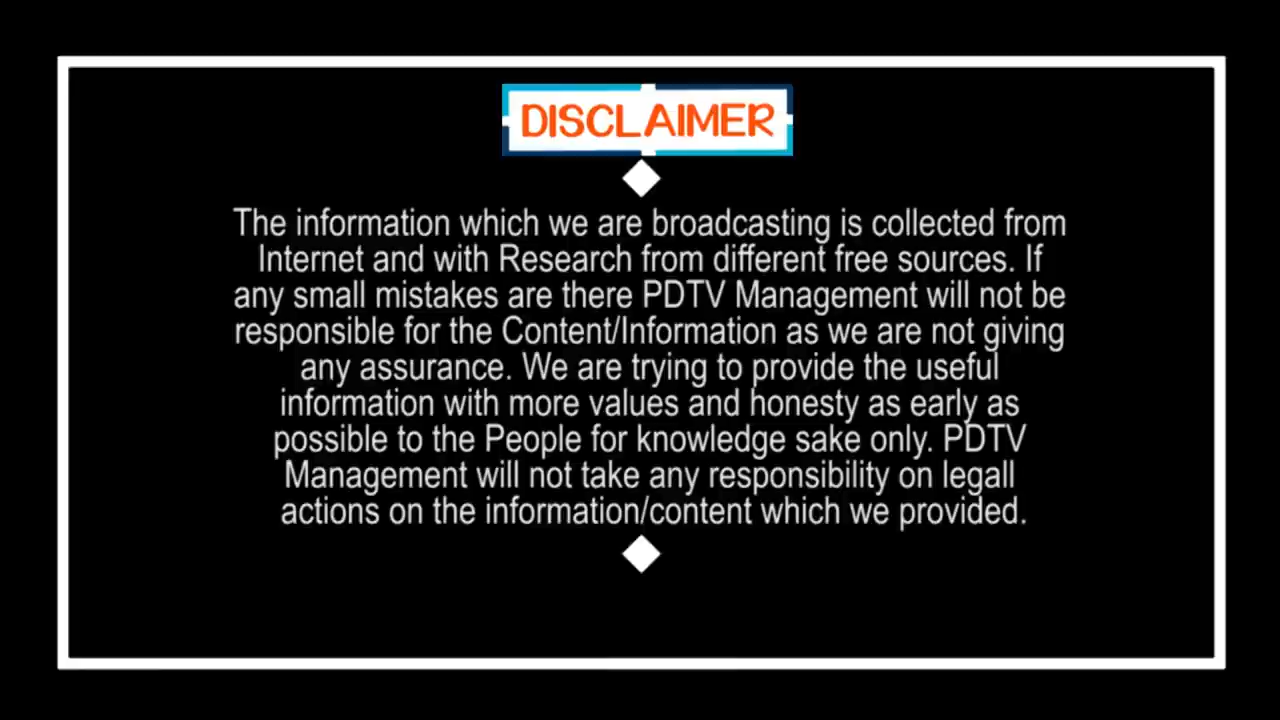 DISCLAIMER
The information which we are broadcasting is collected from
Internet and with Research from different free sources. If
any small mistakes are there PDTV Management will not be
responsible for the Content/Information as we are not giving
any assurance. We are trying to provide the useful
information with more values and honesty as early as
possible to the People for knowledge sake only. PDTV
Management will not take any responsibility on legall
actions on the information/content which we provided.